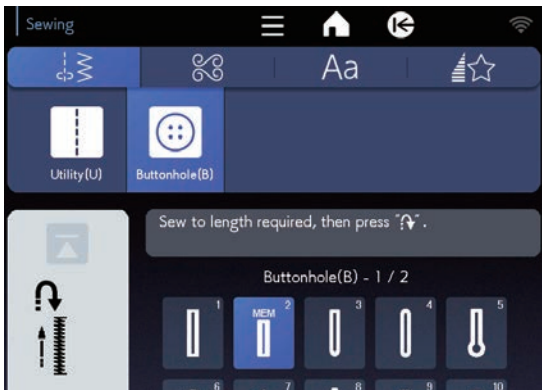 Sewing
Aa
Utility(U)
Buttonhole(B)
Sew to length required, then press "↷".
Buttonhole(B) - 1 / 2
1
MEM 2
3
4
5
6
7
8
9
10